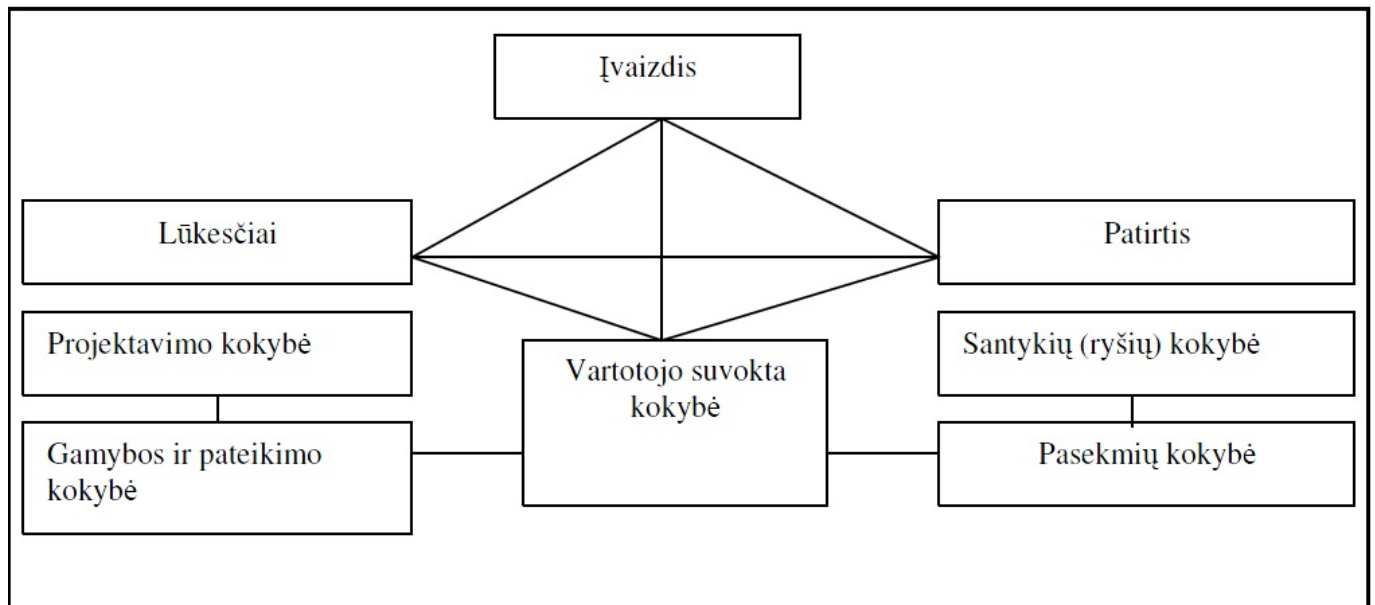 Įvaizdis
Lūkesčiai
Patirtis
Projektavimo kokybė
Santykių (ryšių) kokybė
Vartotojo suvokta
kokybė
Gamybos ir pateikimo
kokybė
Pasekmių kokybė